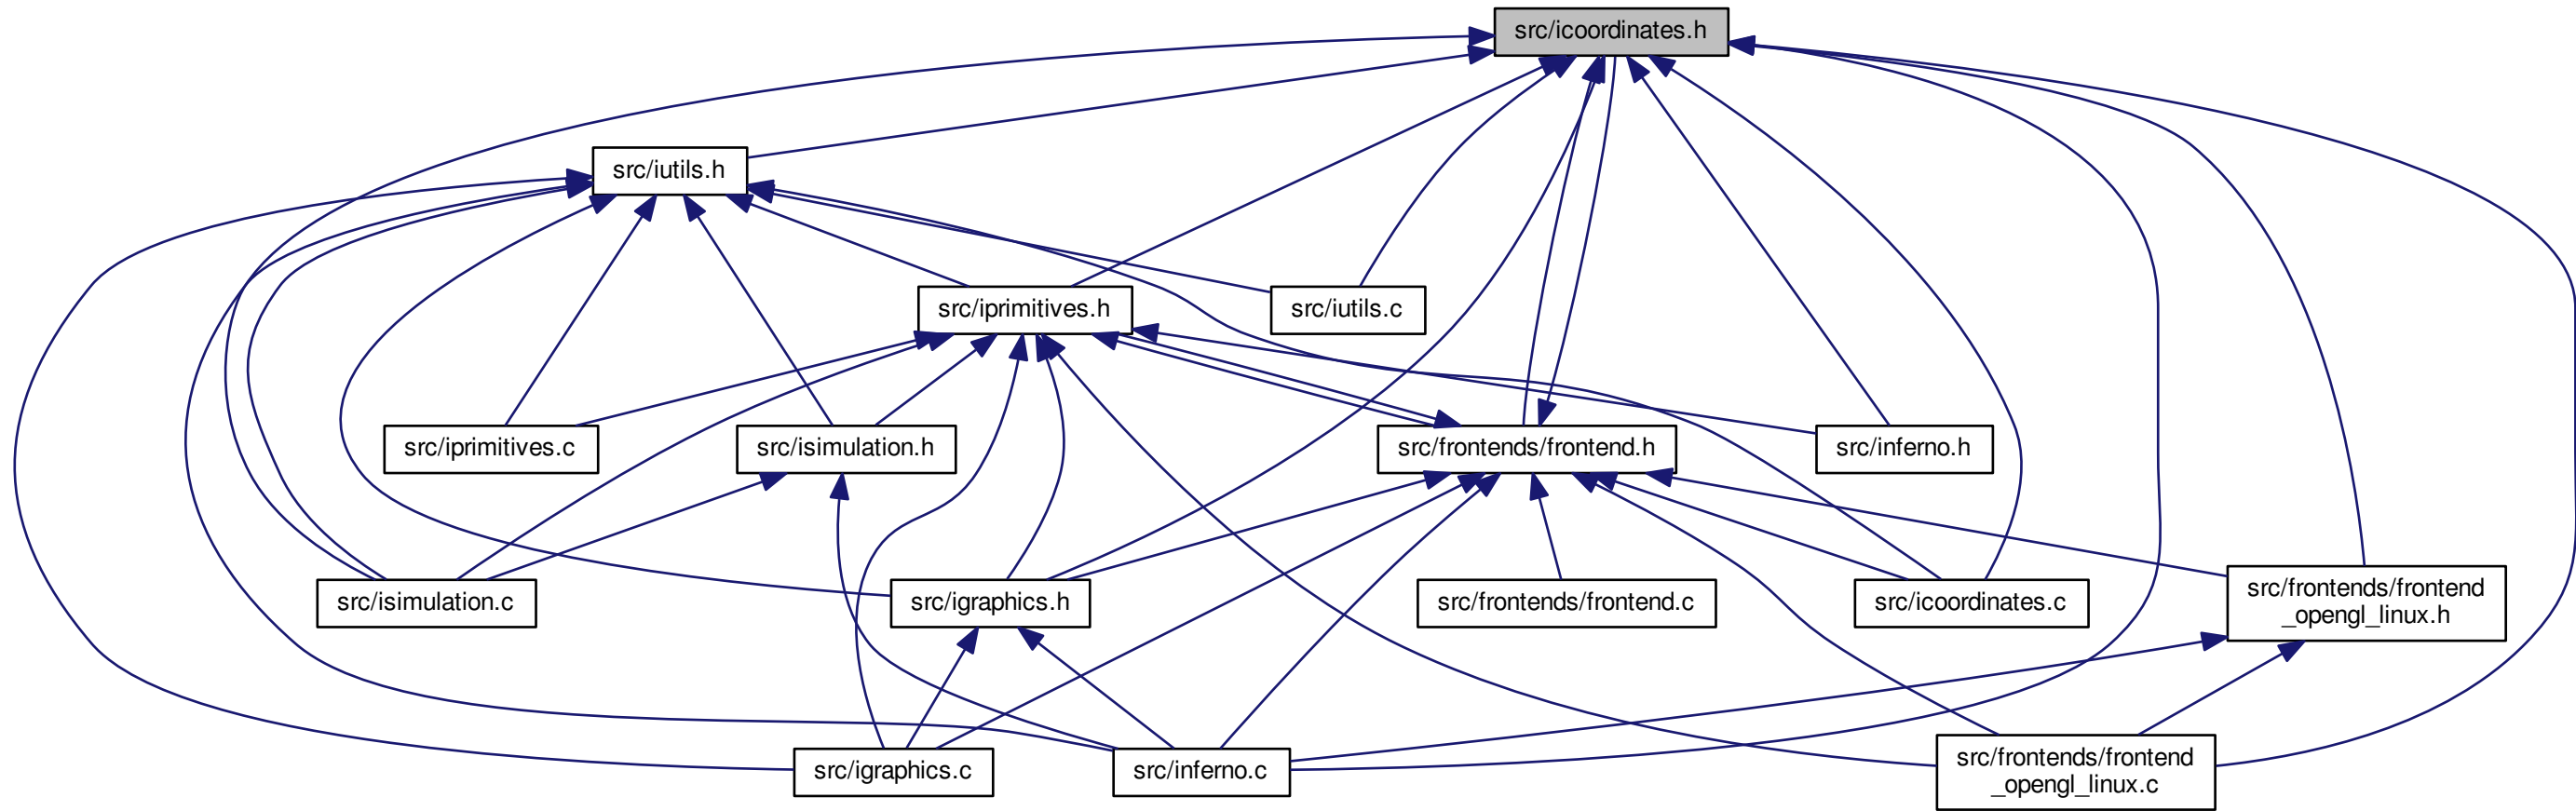 src/icoordinates.h
src/iutils.h
src/iprimitives.h
src/iutils.c
src/iprimitives.c
src/isimulation.h
src/frontends/frontend.h
src/inferno.h
src/isimulation.c
src/igraphics.h
src/frontends/frontend.c
src/icoordinates.c
src/frontends/frontend
_opengl_linux.h
src/igraphics.c
src/inferno.c
src/frontends/frontend
_opengl_linux.c